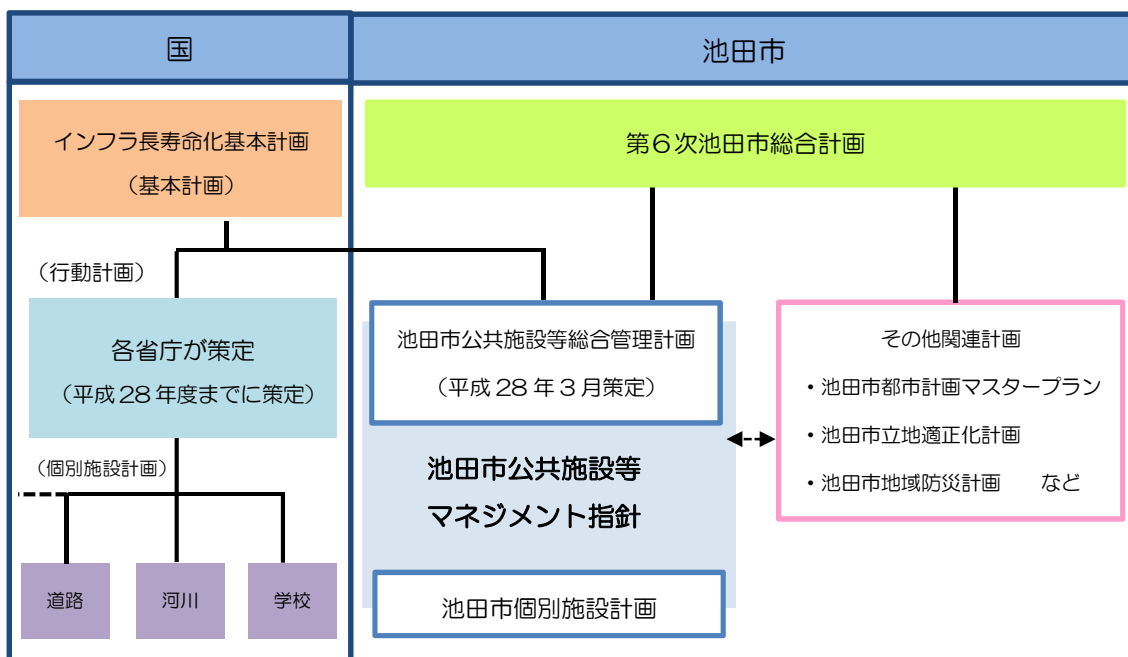 国
池田市
インフラ長寿命化基本計画
（基本計画）
第6次池田市総合計画
（行動計画）
各省庁が策定
（平成28年度までに策定）
（個別施設計画）
道路
河川
学校
池田市公共施設等総合管理計画
（平成28年3月策定）
池田市公共施設等
マネジメント指針
池田市個別施設計画
その他関連計画
・池田市都市計画マスタープラン
・池田市立地適正化計画
・池田市地域防災計画　など